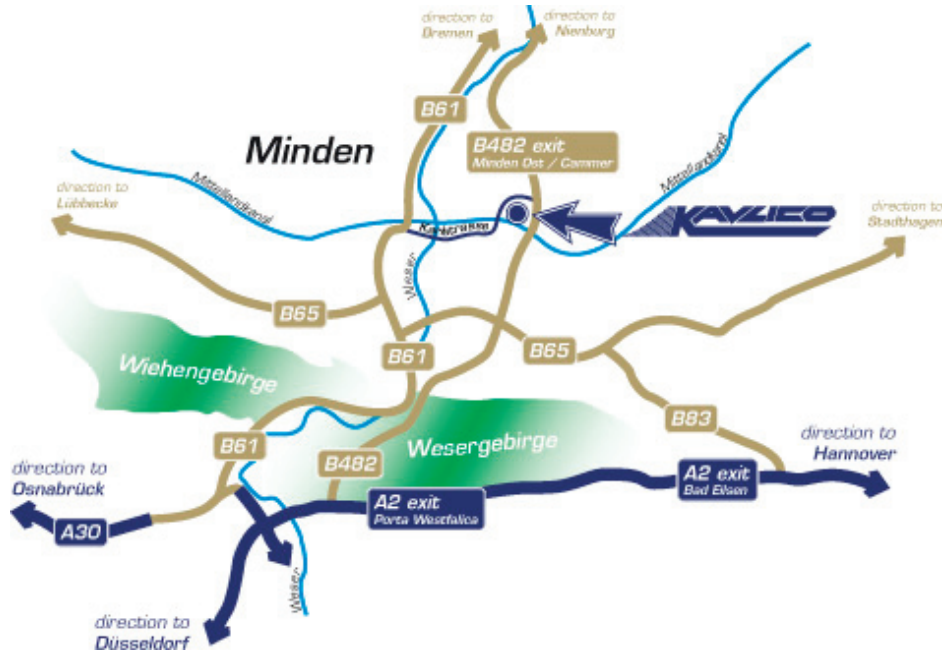 direction to
Bremen
direction to
Nienburg
B61
Minden
B482 exit
Minden Ost / Cammer
Mittellandkanal
Mittellandkanal
direction to
Lübbecke
Karlstrasse
KAVLICO
direction to
Stadthagen
Weser
B65
B61
B65
Wiehengebirge
B83
B61
Wesergebirge
B482
direction to
Hannover
direction to
Osnabrück
A2 exit
Bad Eilsen
A2 exit
Porta Westfalica
A30
Weser
direction to
Düsseldorf